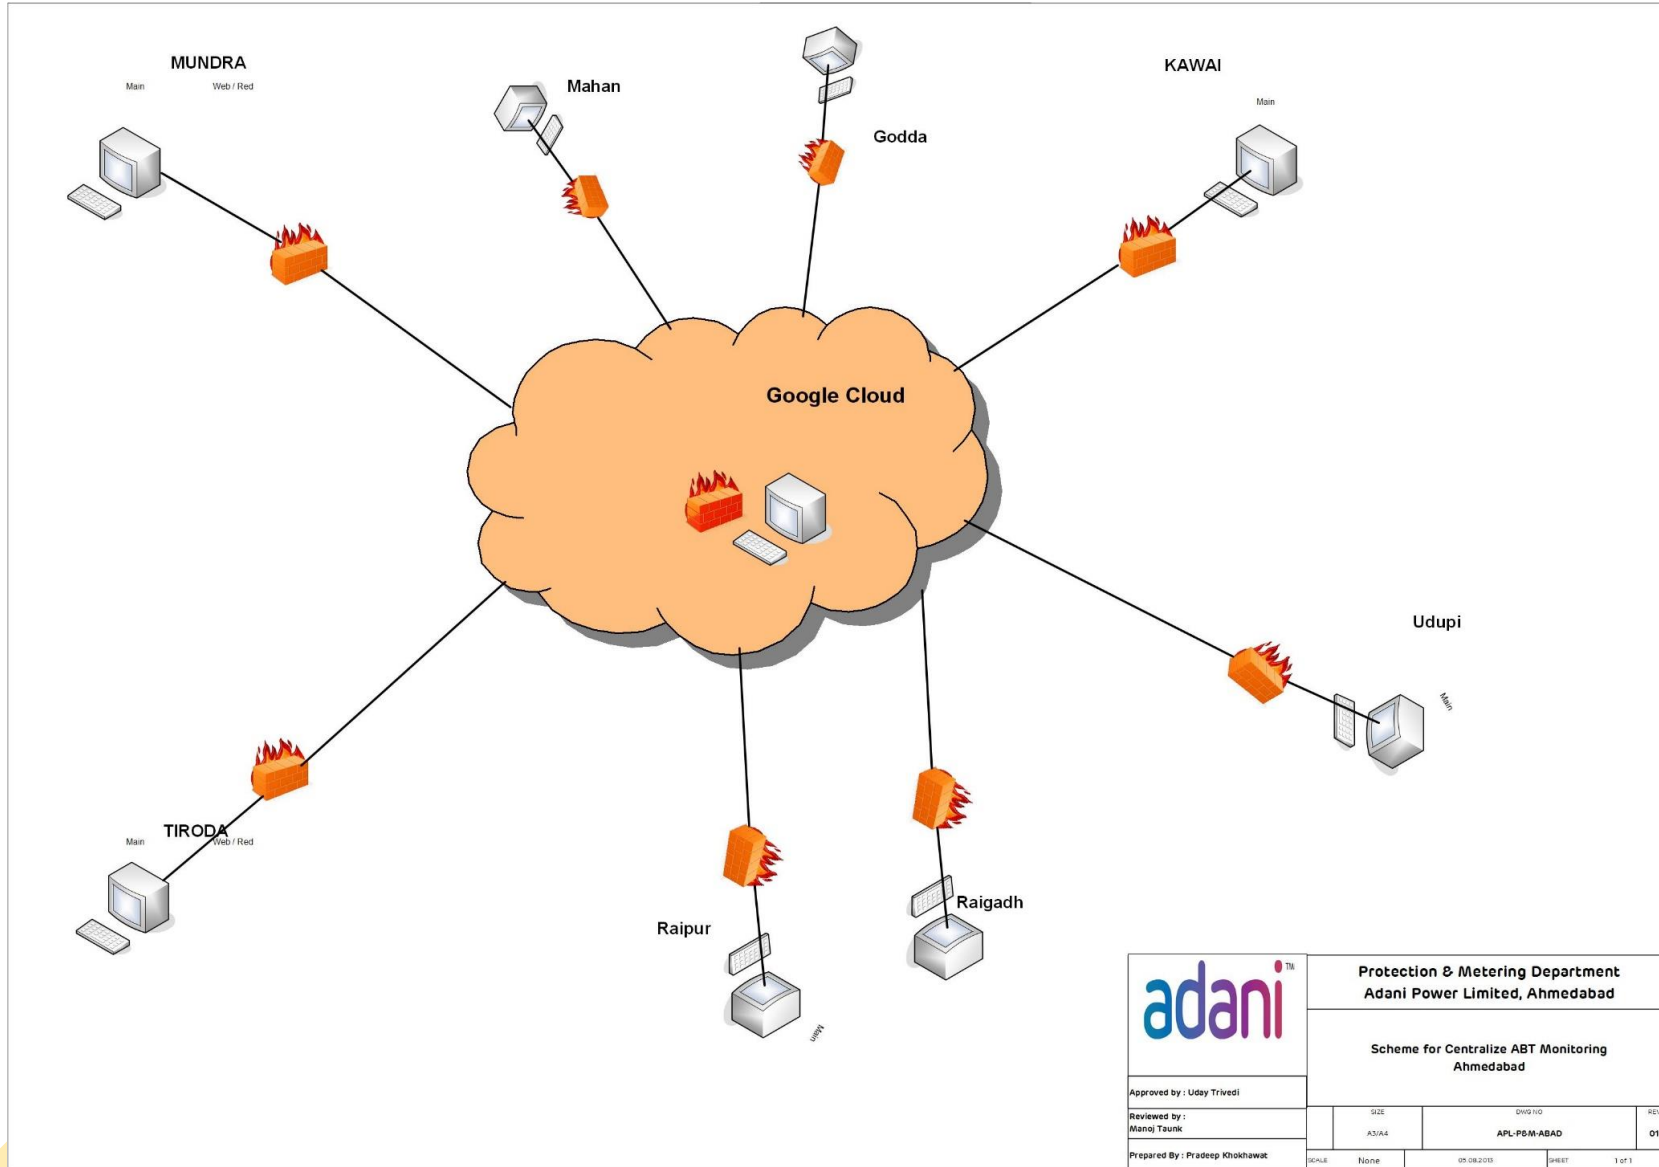 MUNDRA
Main Web / Red
Mahan
Godda
KAWAI
Main
Google Cloud
Udupi
Main
TIRODA
Main Web / Red
Raipur
Main
Raigadh
adani TM
Protection & Metering Department
Adani Power Limited, Ahmedabad
Scheme for Centralize ABT Monitoring
Ahmedabad
Approved by : Uday Trivedi
Reviewed by :
Manoj Taunk
Prepared By : Pradeep Khokhawat
SIZE DWG NO REV
A3/A4 APL-P&M-ABAD 01
SCALE None 05.08.2013 SHEET 1 of 1